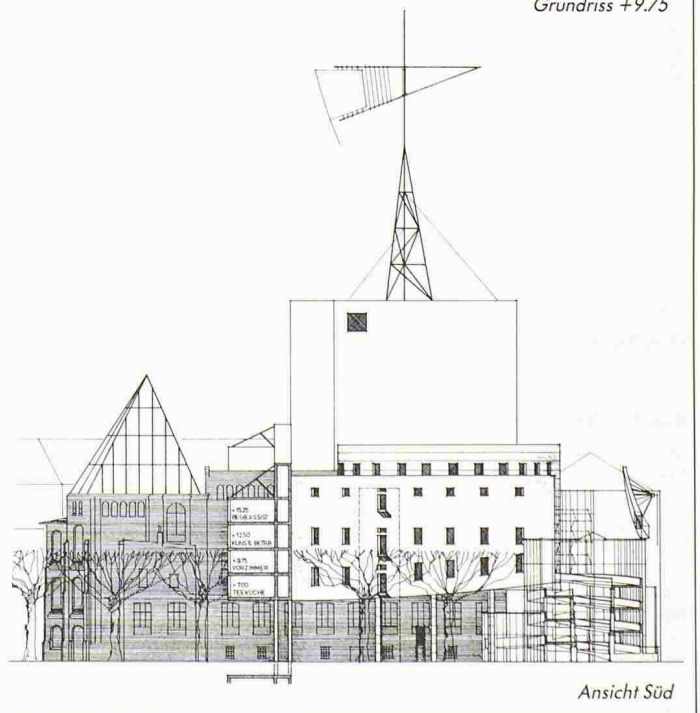 Grundriss +9.75
+ 15.25
REGIEASSIST.
+ 12.50
KÜNSTL. BETRB.
+ 9.75
VORZIMMER
+ 7.00
TEEKÜCHE
Ansicht Süd